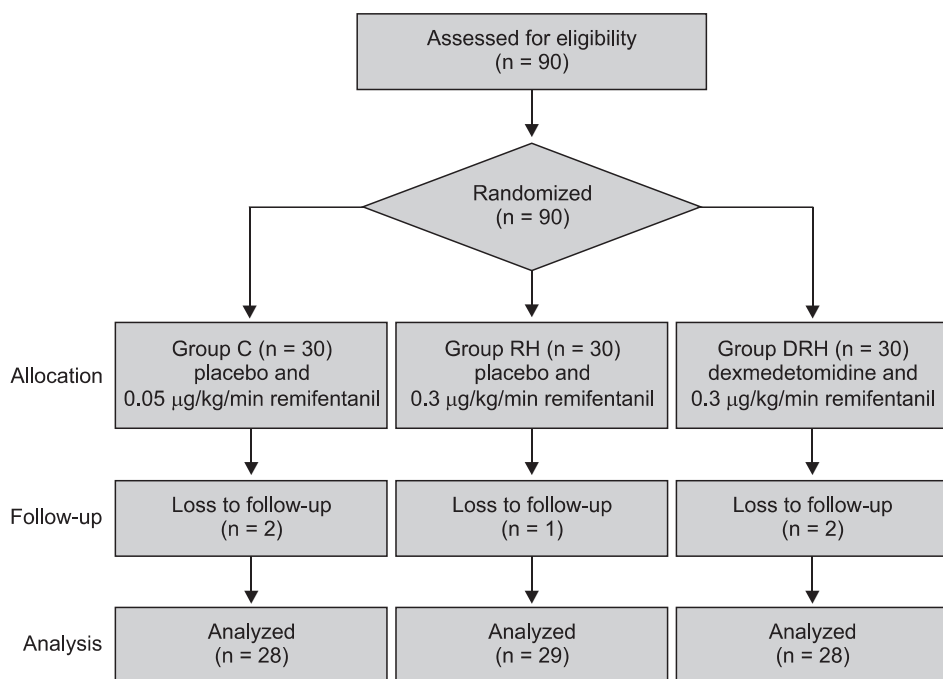 Assessed for eligibility
(n = 90)
Randomized
(n = 90)
Allocation
Group C (n = 30)
placebo and
0.05 μg/kg/min remifentanil
Group RH (n = 30)
placebo and
0.3 μg/kg/min remifentanil
Group DRH (n = 30)
dexmedetomidine and
0.3 μg/kg/min remifentanil
Follow-up
Loss to follow-up
(n = 2)
Loss to follow-up
(n = 1)
Loss to follow-up
(n = 2)
Analysis
Analyzed
(n = 28)
Analyzed
(n = 29)
Analyzed
(n = 28)